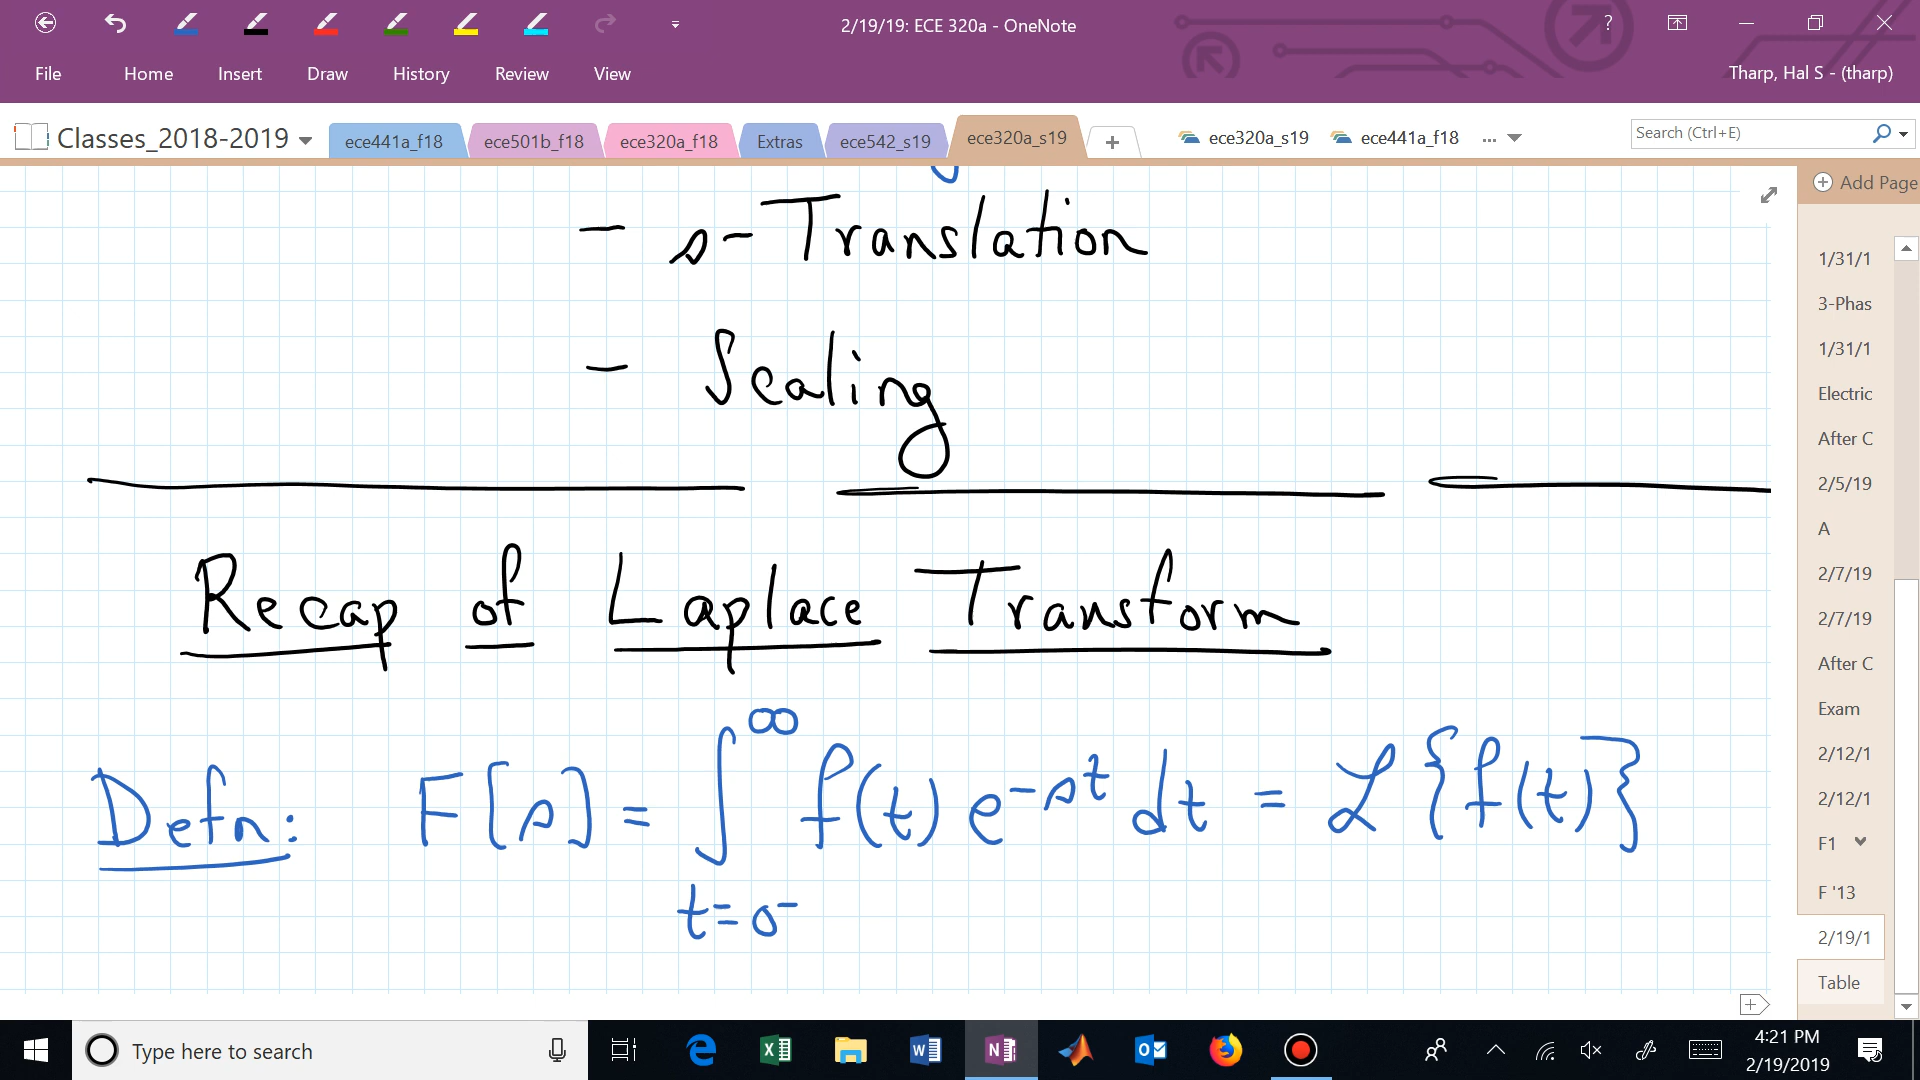 2/19/19: ECE 320a - OneNote
?
File Home Insert Draw History Review View
Tharp, Hal S - (tharp)
Classes_2018-2019
ece441a_f18 ece501b_f18 ece320a_f18 Extras ece542_s19 ece320a_s19 +
ece320a_s19 ece441a_f18 ...
Search (Ctrl+E)
Add Page
- s-Translation
- Scaling
Recap of Laplace Transform
Defn: F[s] = ∫_{t=0⁻}^{∞} f(t) e^{-st} dt = ℒ{f(t)}
1/31/1
3-Phas
1/31/1
Electric
After C
2/5/19
A
2/7/19
2/7/19
After C
Exam
2/12/1
2/12/1
F1
F '13
2/19/1
Table
Type here to search
4:21 PM
2/19/2019